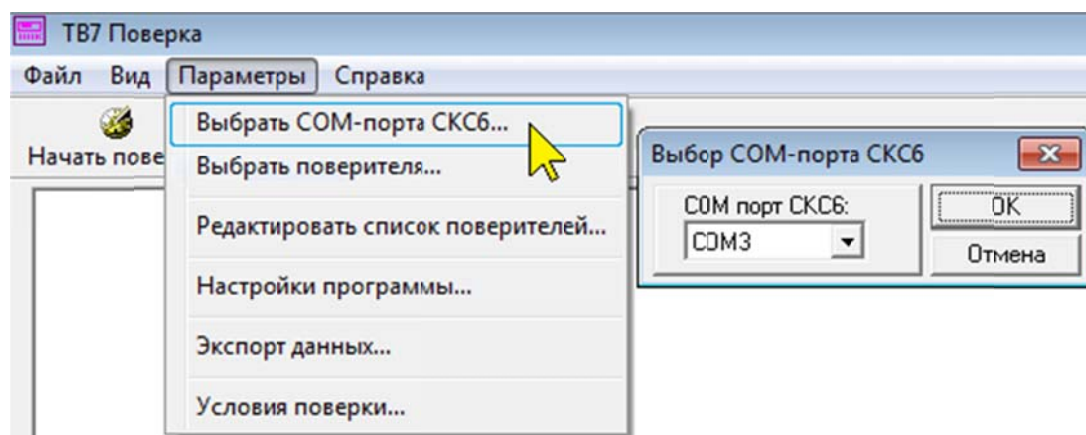 ТВ7 Поверка
Файл Вид Параметры Справка
Начать пове
Выбрать COM-порта СКС6...
Выбрать поверителя...
Редактировать список поверителей...
Настройки программы...
Экспорт данных...
Условия поверки...
Выбор COM-порта СКС6
COM порт СКС6:
COM3
OK
Отмена